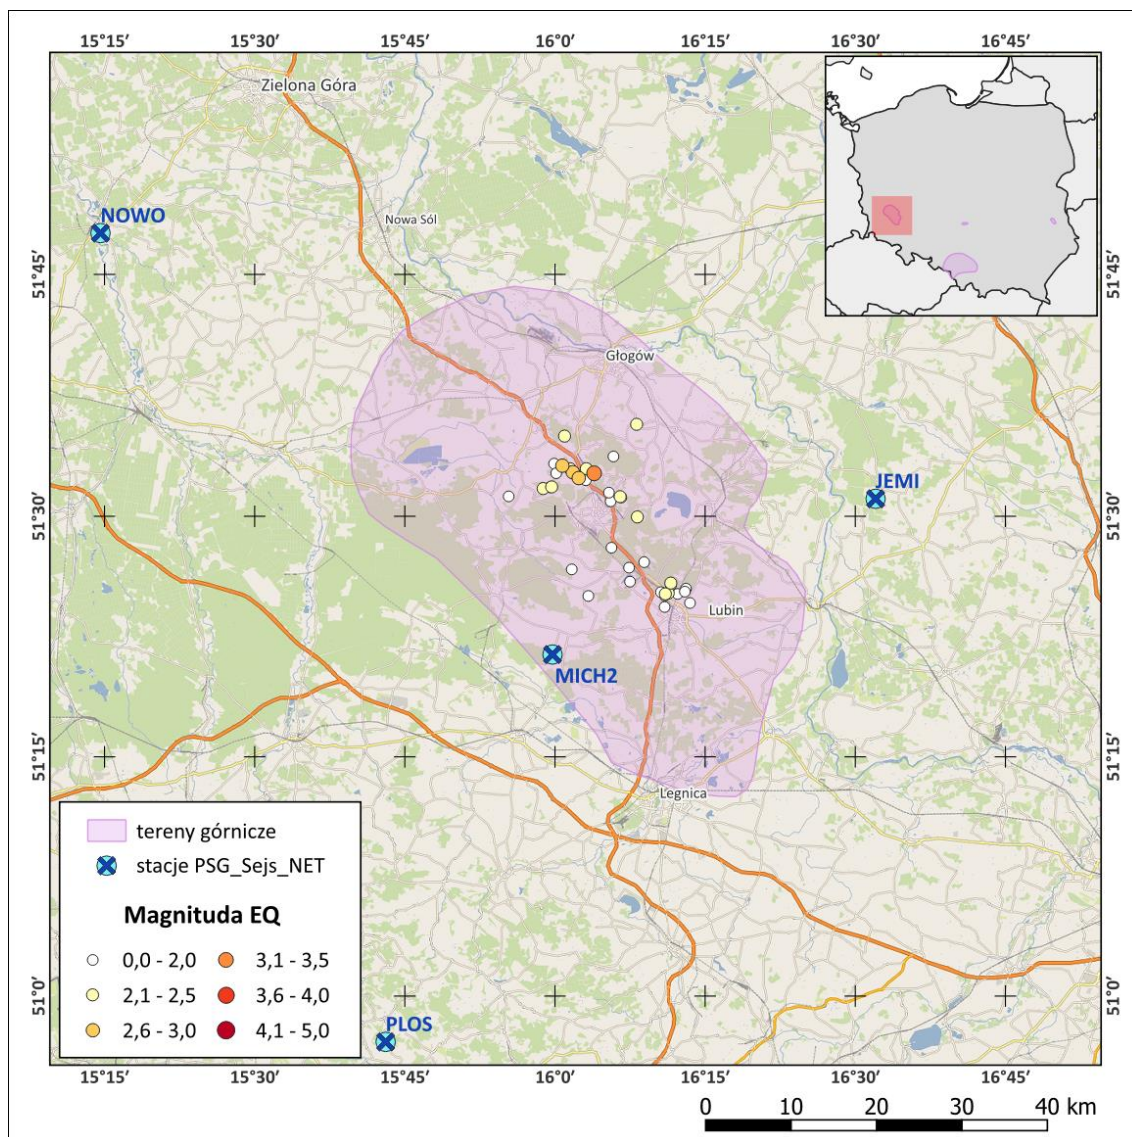 15°15' 15°30' 15°45' 16°0' 16°15' 16°30' 16°45'
Zielona Góra
NOWO
Nowa Sól
51°45' 51°45'
Głogów
JEMI
51°30' 51°30'
Lubin
MICH2
51°15' 51°15'
Legnica
tereny górnicze
stacje PSG_Sejs_NET
Magnituda EQ
0,0 - 2,0 3,1 - 3,5
2,1 - 2,5 3,6 - 4,0
2,6 - 3,0 4,1 - 5,0
51°0' 51°0'
PLOS
15°15' 15°30' 15°45' 16°0' 16°15' 16°30' 16°45'
0 10 20 30 40 km